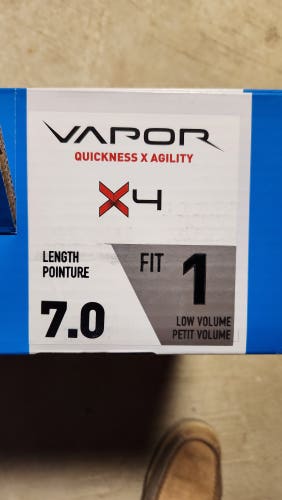 VAPOR
QUICKNESS X AGILITY
X4
LENGTH
POINTURE
7.0
FIT 1
LOW VOLUME
PETIT VOLUME